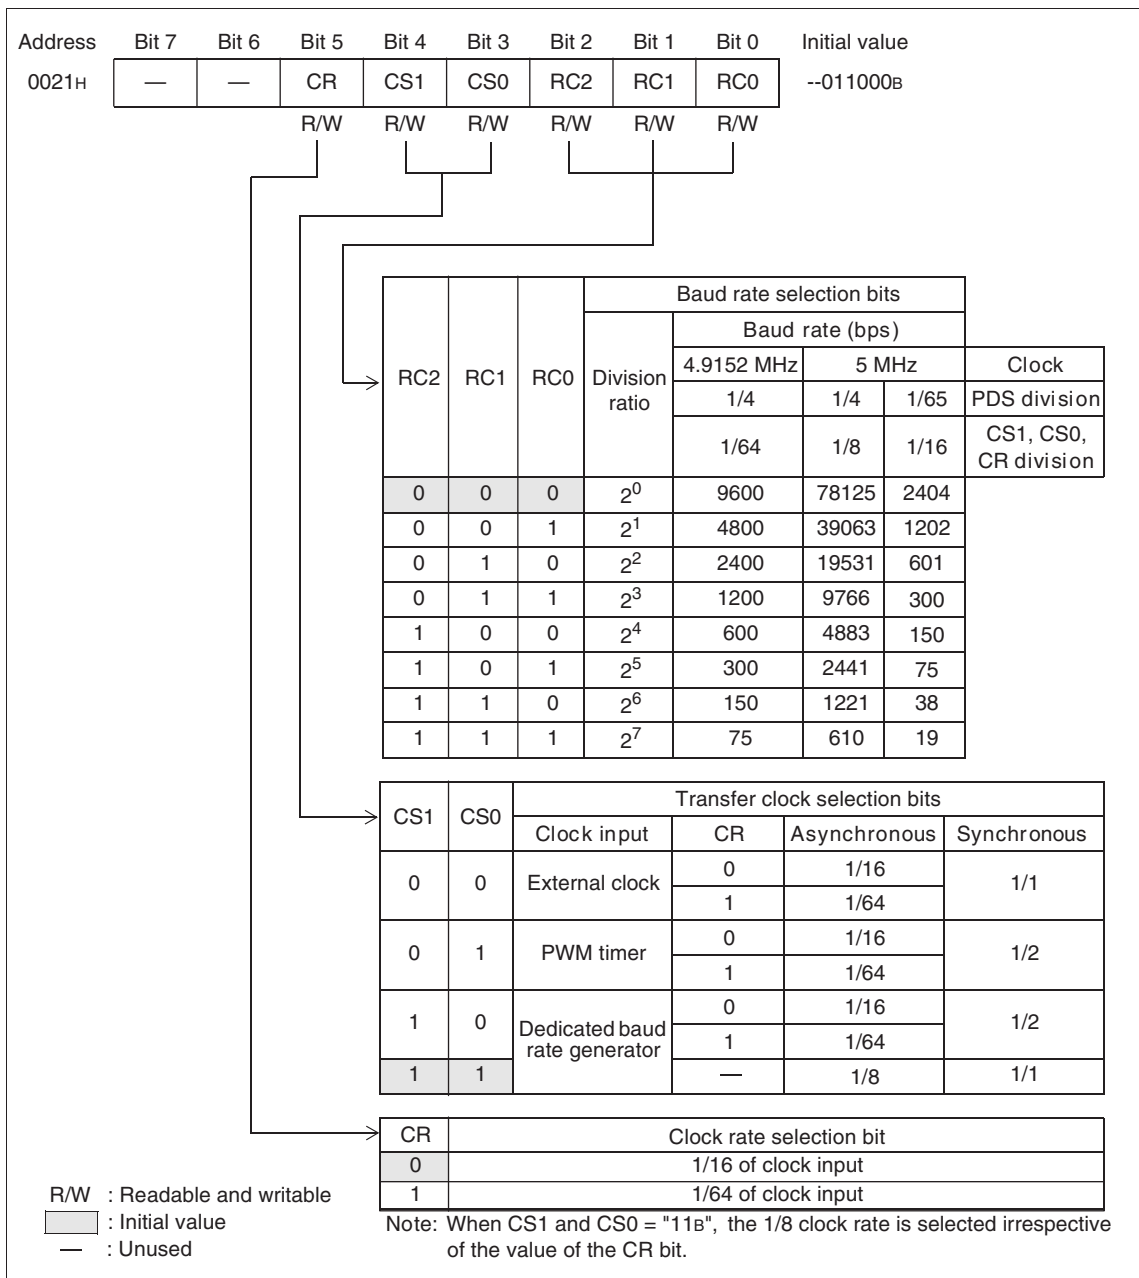 Address Bit 7 Bit 6 Bit 5 Bit 4 Bit 3 Bit 2 Bit 1 Bit 0 Initial value
0021H — — CR CS1 CS0 RC2 RC1 RC0 --011000B
R/W R/W R/W R/W R/W R/W
Baud rate selection bits
Baud rate (bps)
RC2 RC1 RC0 Division ratio 4.9152 MHz 5 MHz Clock
1/4 1/4 1/65 PDS division
1/64 1/8 1/16 CS1, CS0, CR division
0 0 0 2^0 9600 78125 2404
0 0 1 2^1 4800 39063 1202
0 1 0 2^2 2400 19531 601
0 1 1 2^3 1200 9766 300
1 0 0 2^4 600 4883 150
1 0 1 2^5 300 2441 75
1 1 0 2^6 150 1221 38
1 1 1 2^7 75 610 19
CS1 CS0 Transfer clock selection bits
Clock input CR Asynchronous Synchronous
0 0 External clock 0 1/16 1/1
1 1/64
0 1 PWM timer 0 1/16 1/2
1 1/64
1 0 Dedicated baud rate generator 0 1/16 1/2
1 1/64
1 1 — 1/8 1/1
CR Clock rate selection bit
0 1/16 of clock input
1 1/64 of clock input
R/W : Readable and writable
: Initial value
— : Unused
Note: When CS1 and CS0 = "11B", the 1/8 clock rate is selected irrespective
of the value of the CR bit.